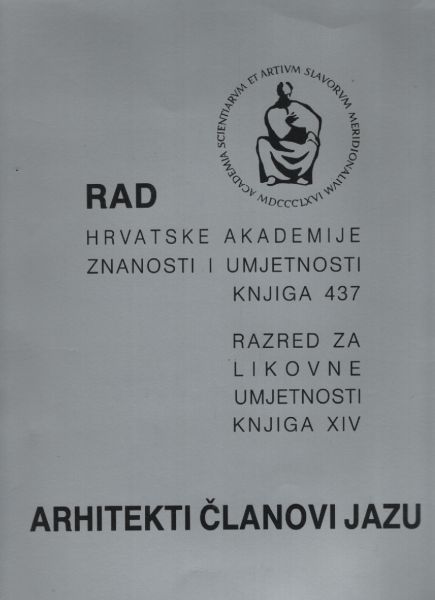 ACADEMIA SCIENTIARVM ET ARTIVM SLAVORVM MERIDIONALIVM
MDCCCLXVI
RAD
HRVATSKE AKADEMIJE
ZNANOSTI I UMJETNOSTI
KNJIGA 437
RAZRED ZA
LIKOVNE
UMJETNOSTI
KNJIGA XIV
ARHITEKTI ČLANOVI JAZU